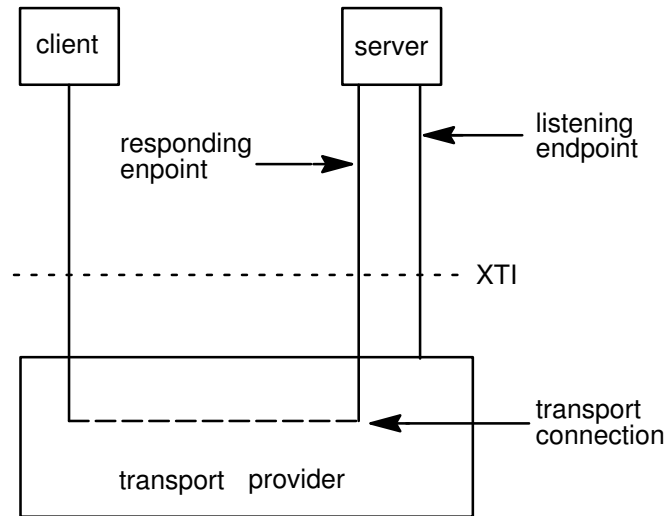 client
server
responding
enpoint
listening
endpoint
XTI
transport
connection
transport provider